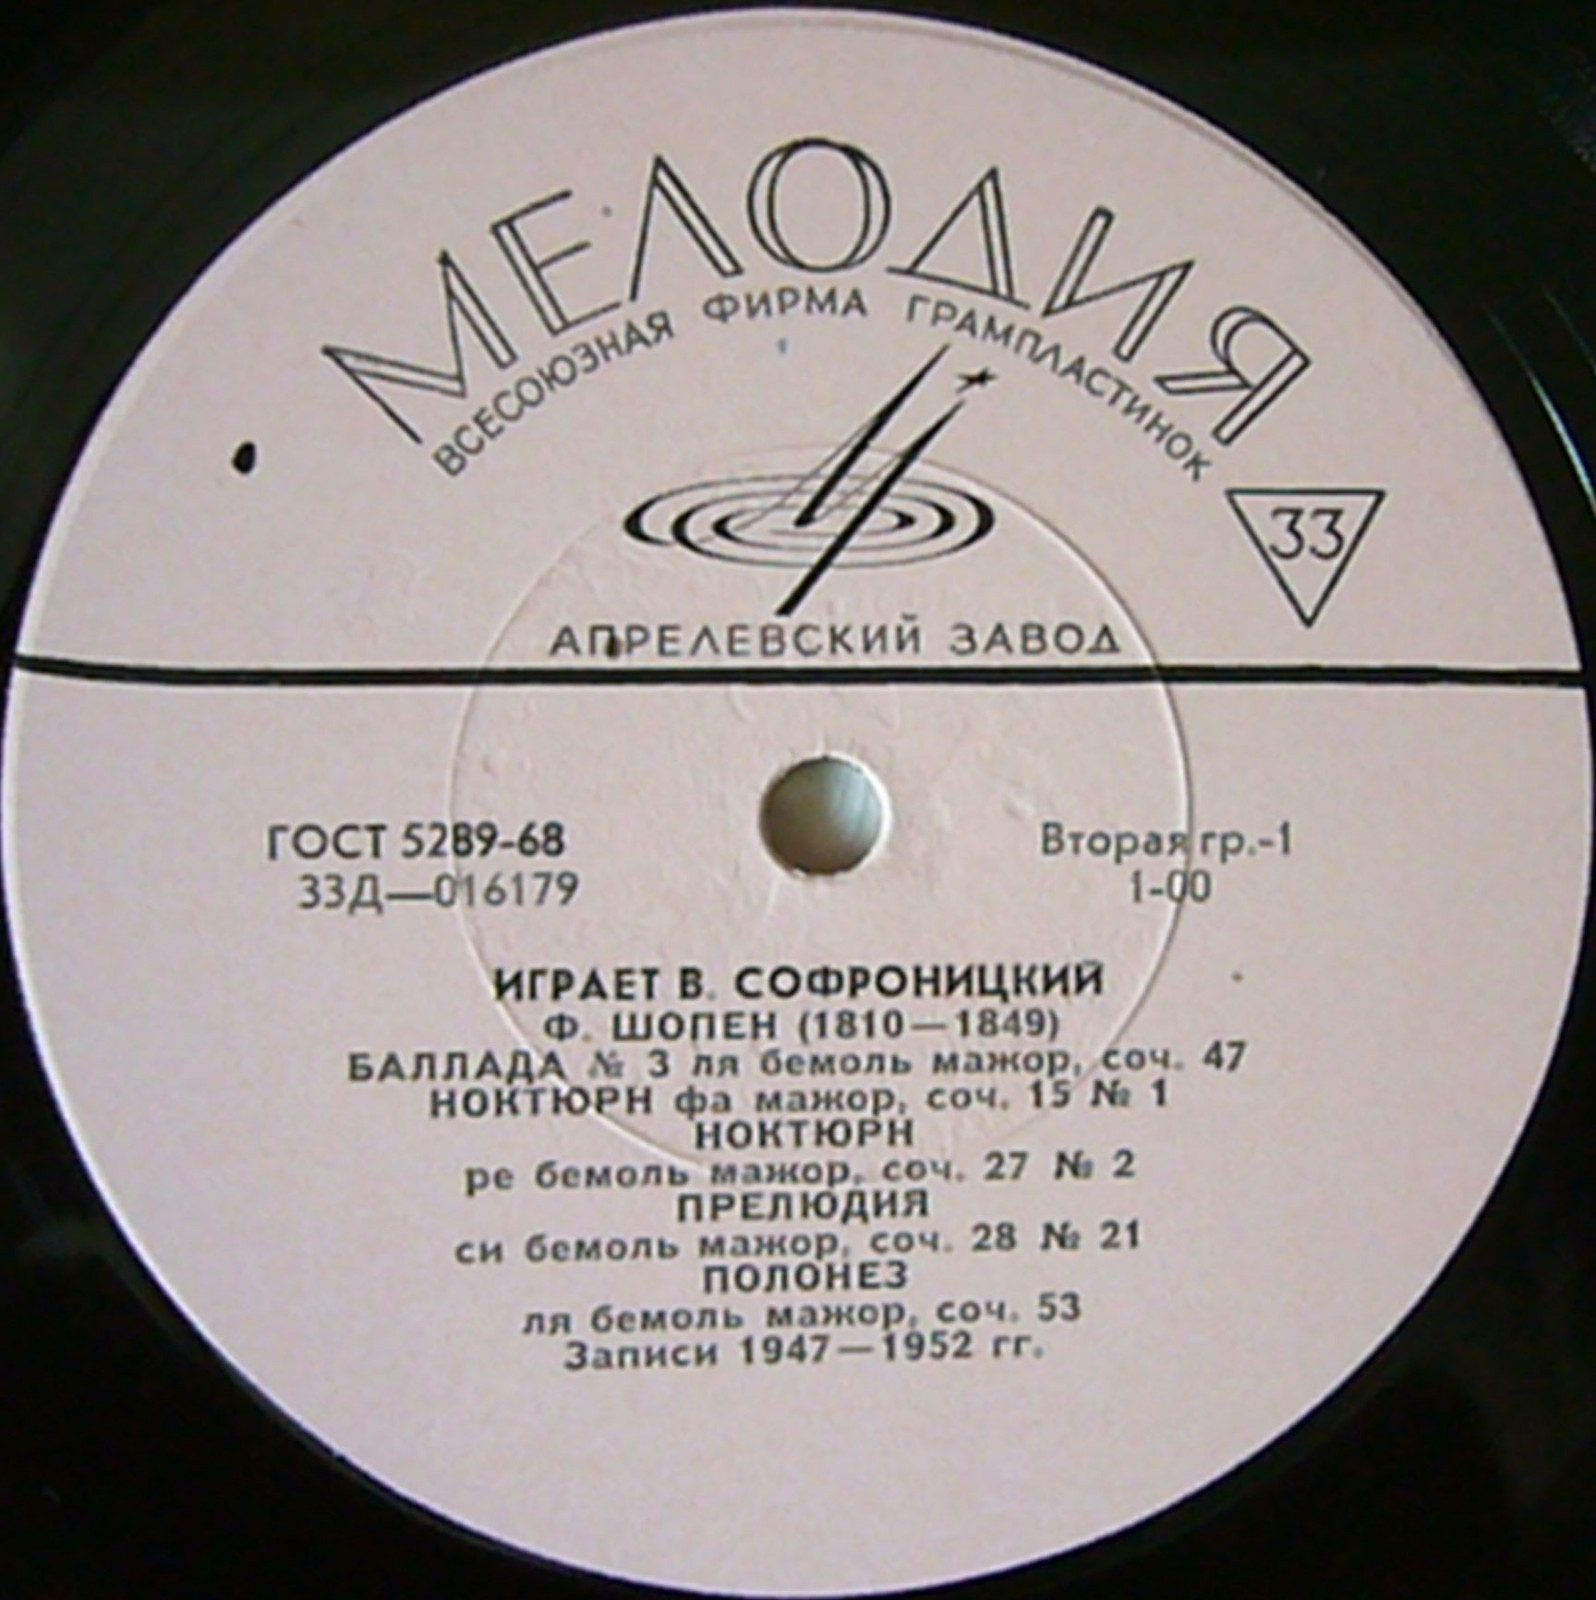 МЕЛОДИЯ
ВСЕСОЮЗНАЯ ФИРМА ГРАМПЛАСТИНОК
33
АПРЕЛЕВСКИЙ ЗАВОД
ГОСТ 5289-68
33Д—016179
Вторая гр.-1
1-00
ИГРАЕТ В. СОФРОНИЦКИЙ
Ф. ШОПЕН (1810—1849)
БАЛЛАДА № 3 ля бемоль мажор, соч. 47
НОКТЮРН фа мажор, соч. 15 № 1
НОКТЮРН
ре бемоль мажор, соч. 27 № 2
ПРЕЛЮДИЯ
си бемоль мажор, соч. 28 № 21
ПОЛОНЕЗ
ля бемоль мажор, соч. 53
Записи 1947—1952 гг.